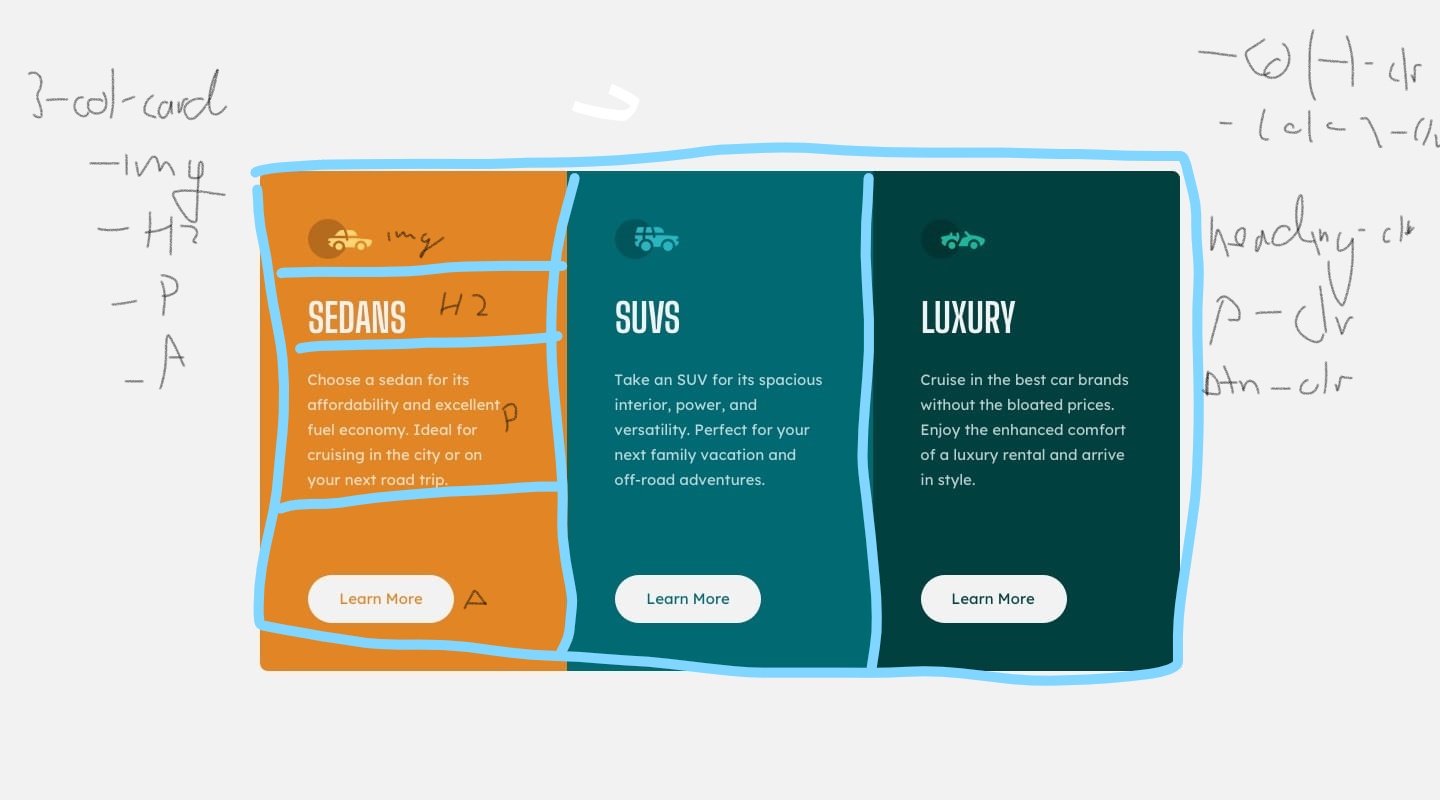 3-col-card
-img
- H2
- P
- A
img
SEDANS H2
Choose a sedan for its
affordability and excellent
fuel economy. Ideal for
cruising in the city or on
your next road trip.
P
Learn More A
SUVS
Take an SUV for its spacious
interior, power, and
versatility. Perfect for your
next family vacation and
off-road adventures.
Learn More
LUXURY
Cruise in the best car brands
without the bloated prices.
Enjoy the enhanced comfort
of a luxury rental and arrive
in style.
Learn More
- clr
heading-clr
p-clr
btn-clr